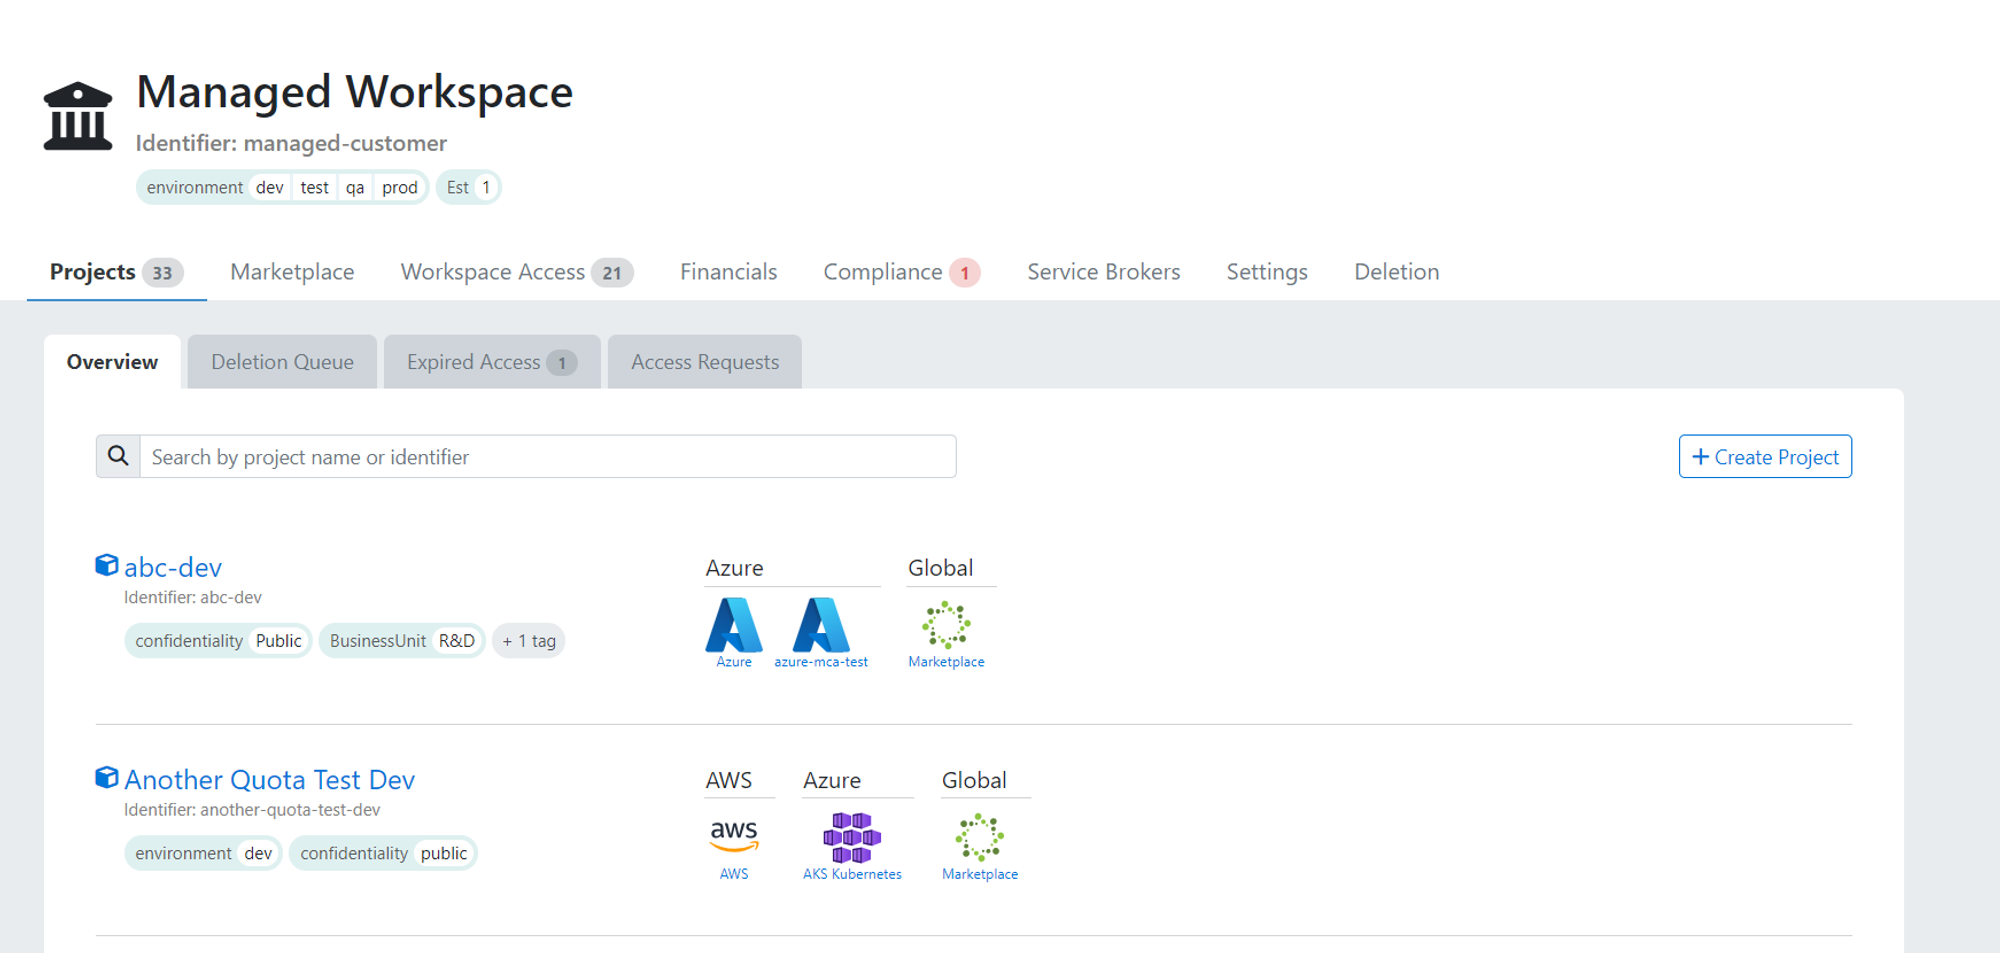 Managed Workspace
Identifier: managed-customer
environment dev test qa prod Est 1
Projects 33 Marketplace Workspace Access 21 Financials Compliance 1 Service Brokers Settings Deletion
Overview Deletion Queue Expired Access 1 Access Requests
Search by project name or identifier + Create Project
abc-dev Azure Global
Identifier: abc-dev
confidentiality Public BusinessUnit R&D + 1 tag
Azure azure-mca-test Marketplace
Another Quota Test Dev AWS Azure Global
Identifier: another-quota-test-dev
aws
environment dev confidentiality public
AWS AKS Kubernetes Marketplace